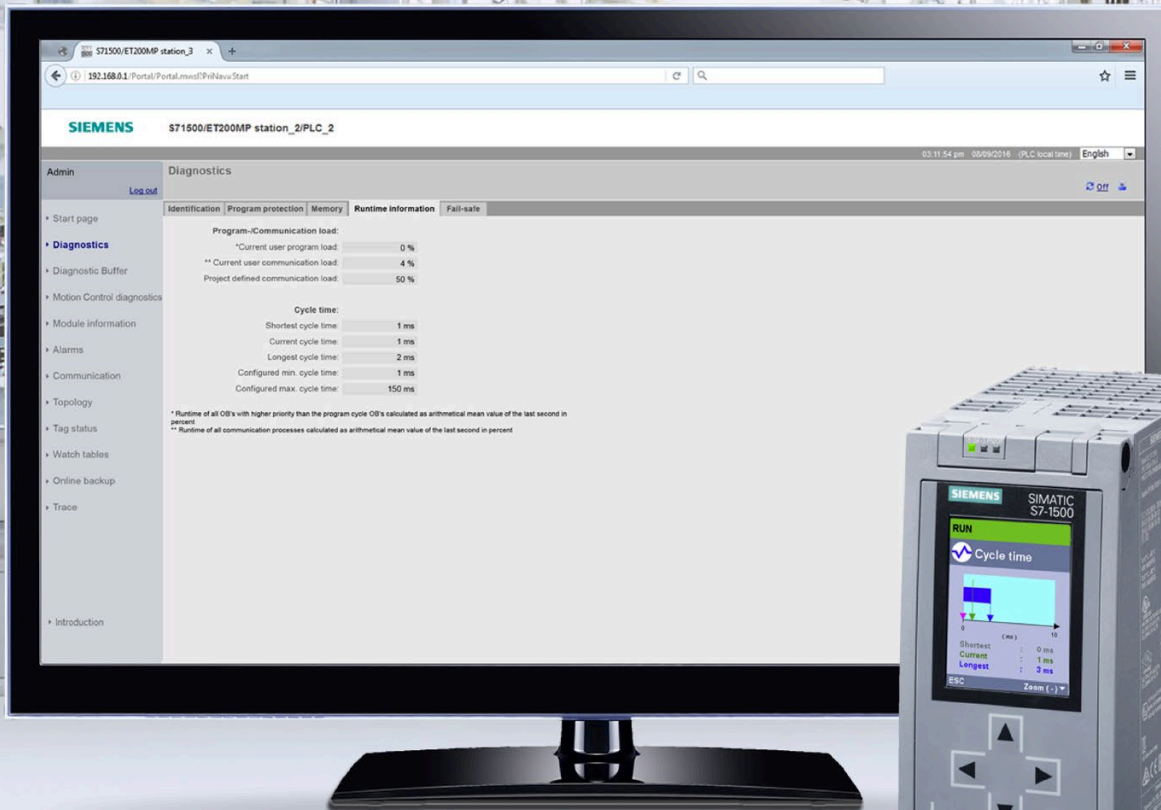 S71500/ET200MP station_3 × +
192.168.0.1/Portal/Portal.mwsl?PriNav=Start
SIEMENS S71500/ET200MP station_2/PLC_2
03:11:54 pm 08/09/2016 (PLC local time) English
Admin
Log out
Diagnostics
Off
Identification Program protection Memory Runtime information Fail-safe
Start page
Diagnostics
Diagnostic Buffer
Motion Control diagnostics
Module information
Alarms
Communication
Topology
Tag status
Watch tables
Online backup
Trace
Introduction
Program-/Communication load:
*Current user program load: 0 %
** Current user communication load: 4 %
Project defined communication load: 50 %
Cycle time:
Shortest cycle time: 1 ms
Current cycle time: 1 ms
Longest cycle time: 2 ms
Configured min. cycle time: 1 ms
Configured max. cycle time: 150 ms
* Runtime of all OB's with higher priority than the program cycle OB's calculated as arithmetical mean value of the last second in
percent
** Runtime of all communication processes calculated as arithmetical mean value of the last second in percent
SIEMENS SIMATIC
S7-1500
RUN
Cycle time
0 (ms) 10
Shortest : 0 ms
Current : 1 ms
Longest : 3 ms
ESC Zoom (-)